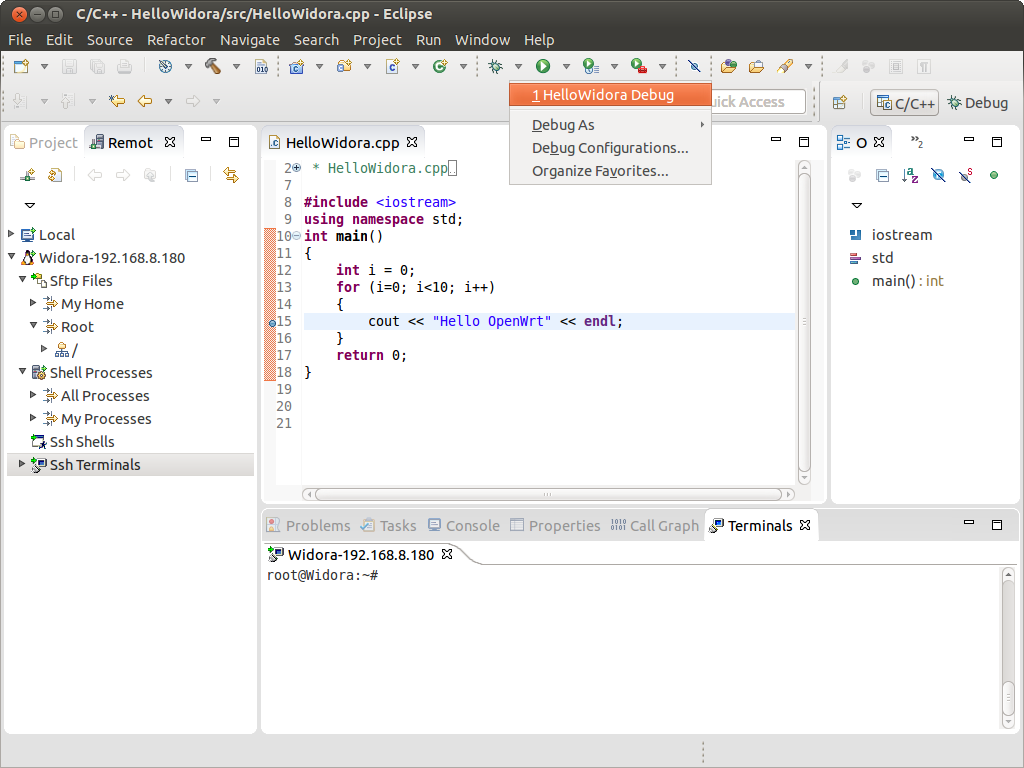 C/C++ - HelloWidora/src/HelloWidora.cpp - Eclipse
File Edit Source Refactor Navigate Search Project Run Window Help
1 HelloWidora Debug
Debug As
Debug Configurations...
Organize Favorites...
uick Access
C/C++
Debug
Project
Remot
Local
Widora-192.168.8.180
Sftp Files
My Home
Root
/
Shell Processes
All Processes
My Processes
Ssh Shells
Ssh Terminals
HelloWidora.cpp
2 * HelloWidora.cpp
7
8 #include <iostream>
9 using namespace std;
10 int main()
11 {
12 int i = 0;
13 for (i=0; i<10; i++)
14 {
15 cout << "Hello OpenWrt" << endl;
16 }
17 return 0;
18 }
19
20
21
O
»2
iostream
std
main() : int
Problems Tasks Console Properties Call Graph Terminals
Widora-192.168.8.180
root@Widora:~#